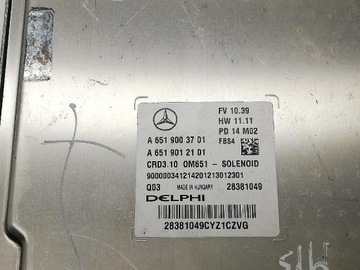 FV 10.39
HW 11.11
PD 14 M02
A 651 900 37 01
FBS4
A 651 901 21 01
CRD3.10 OM651 - SOLENOID
900000341214201213012301
Q03 MADE IN HUNGARY 28381049
DELPHI
28381049CYZ1CZVG